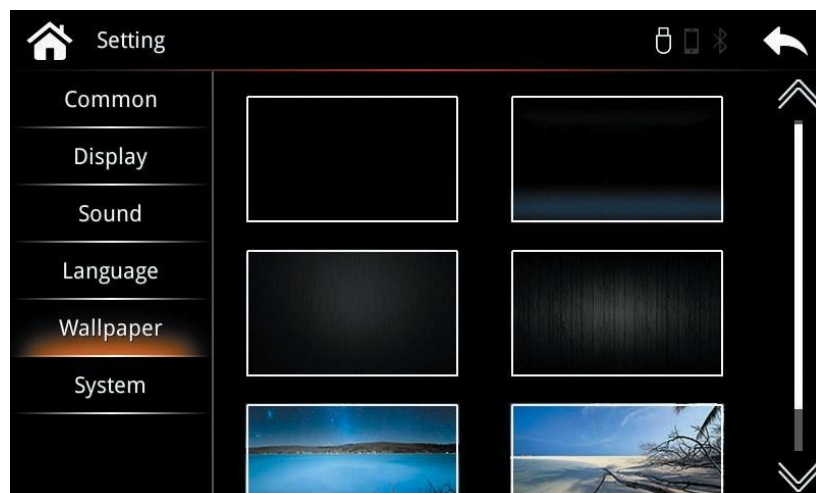 Setting
Common
Display
Sound
Language
Wallpaper
System